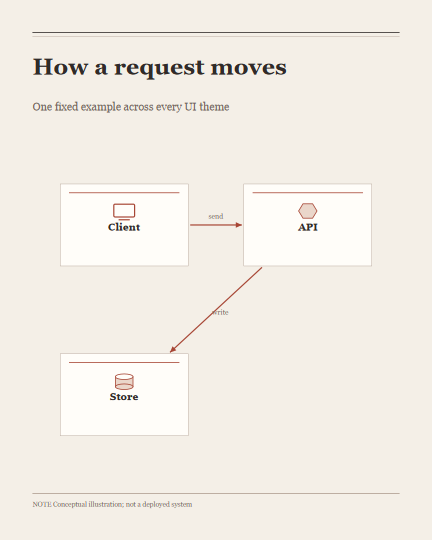 How a request moves
One fixed example across every UI theme
Client
send
API
write
Store
NOTE Conceptual illustration; not a deployed system